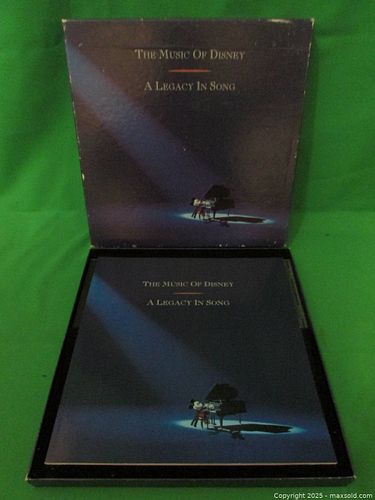 The Music Of Disney
A Legacy In Song
The Music Of Disney
A Legacy In Song
Copyright 2025 - maxsold.com